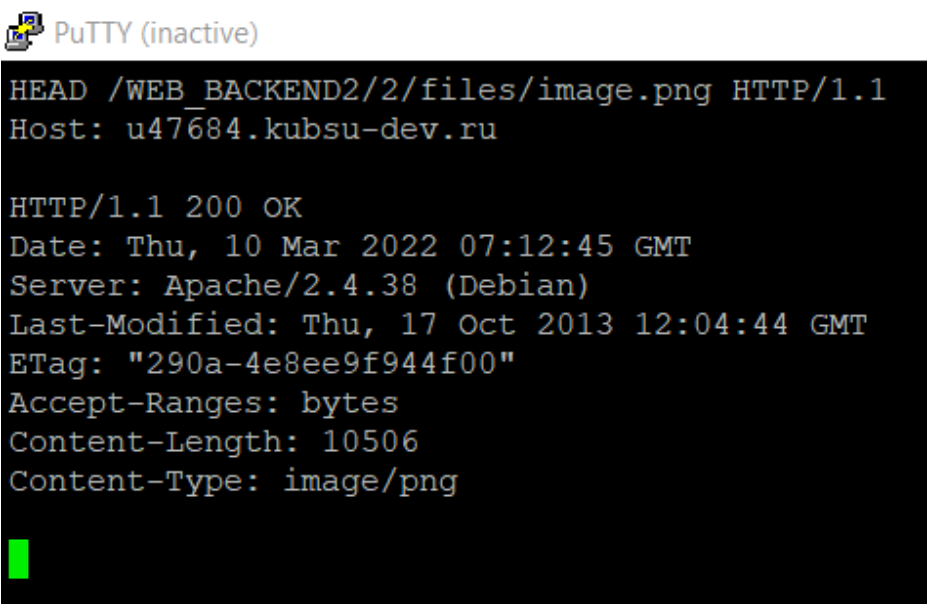 PuTTY (inactive)
HEAD /WEB_BACKEND2/2/files/image.png HTTP/1.1
Host: u47684.kubsu-dev.ru
HTTP/1.1 200 OK
Date: Thu, 10 Mar 2022 07:12:45 GMT
Server: Apache/2.4.38 (Debian)
Last-Modified: Thu, 17 Oct 2013 12:04:44 GMT
ETag: "290a-4e8ee9f944f00"
Accept-Ranges: bytes
Content-Length: 10506
Content-Type: image/png